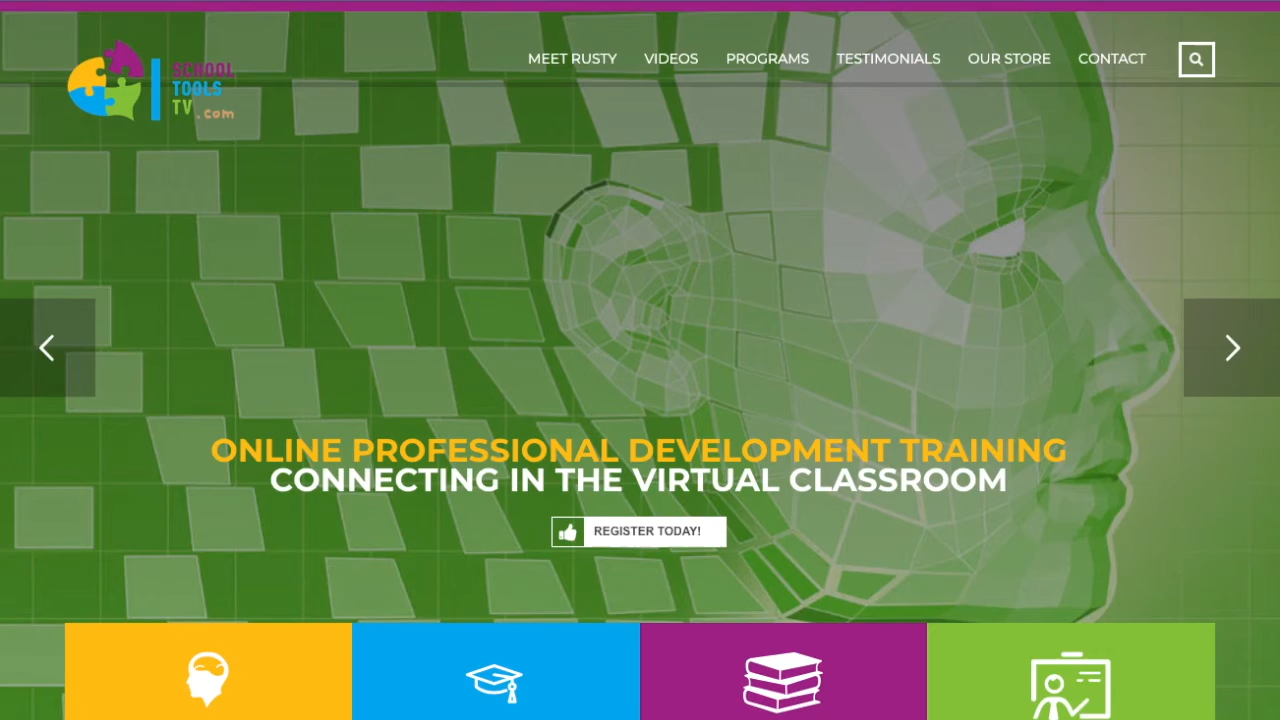 SCHOOL
TOOLS
TV.com
MEET RUSTY
VIDEOS
PROGRAMS
TESTIMONIALS
OUR STORE
CONTACT
ONLINE PROFESSIONAL DEVELOPMENT TRAINING
CONNECTING IN THE VIRTUAL CLASSROOM
REGISTER TODAY!